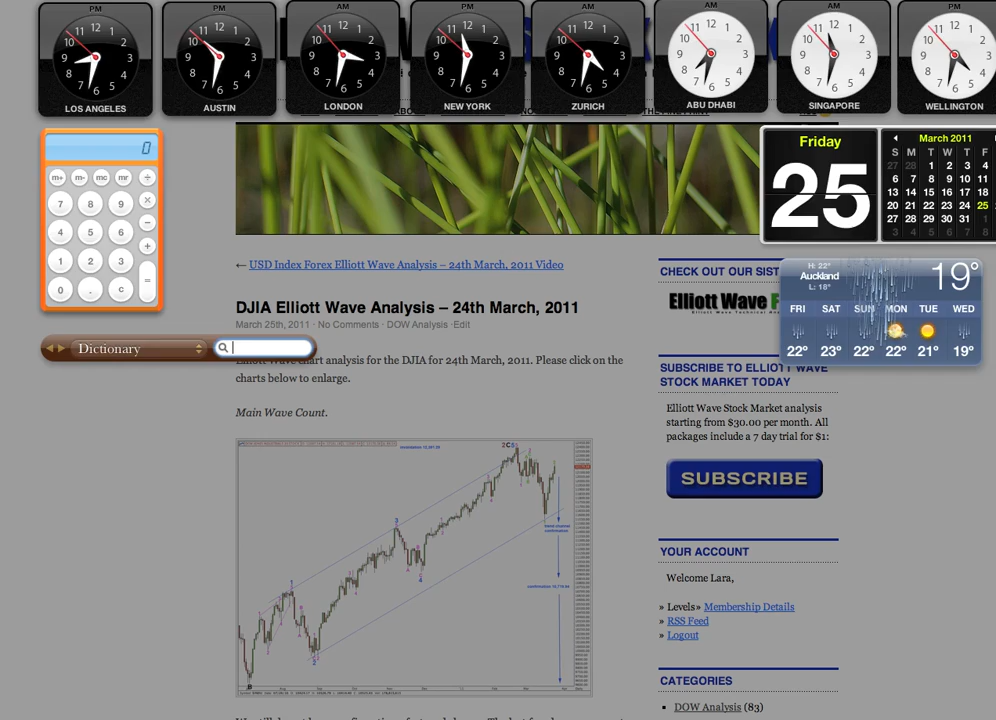 PM
PM
AM
PM
AM
AM
AM
PM
LOS ANGELES
AUSTIN
LONDON
NEW YORK
ZURICH
ABU DHABI
SINGAPORE
WELLINGTON
0
m+ m- mc mr ÷
7 8 9 ×
4 5 6 −
1 2 3 +
0 . c =
Friday
25
March 2011
S M T W T F
27 28 1 2 3 4
6 7 8 9 10 11
13 14 15 16 17 18
20 21 22 23 24 25
27 28 29 30 31 1
3 4 5 6 7 8
← USD Index Forex Elliott Wave Analysis – 24th March, 2011 Video
DJIA Elliott Wave Analysis – 24th March, 2011
March 25th, 2011 · No Comments · DOW Analysis · Edit
Dictionary
Elliott Wave chart analysis for the DJIA for 24th March, 2011. Please click on the
charts below to enlarge.
Main Wave Count.
CHECK OUR OUR SIST
Elliott Wave F
H: 22°
Auckland
L: 18°
19°
FRI SAT SUN MON TUE WED
22° 23° 22° 22° 21° 19°
SUBSCRIBE TO ELLIOTT WAVE
STOCK MARKET TODAY
Elliott Wave Stock Market analysis
starting from $30.00 per month. All
packages include a 7 day trial for $1:
SUBSCRIBE
YOUR ACCOUNT
Welcome Lara,
» Levels» Membership Details
» RSS Feed
» Logout
CATEGORIES
DOW Analysis (83)